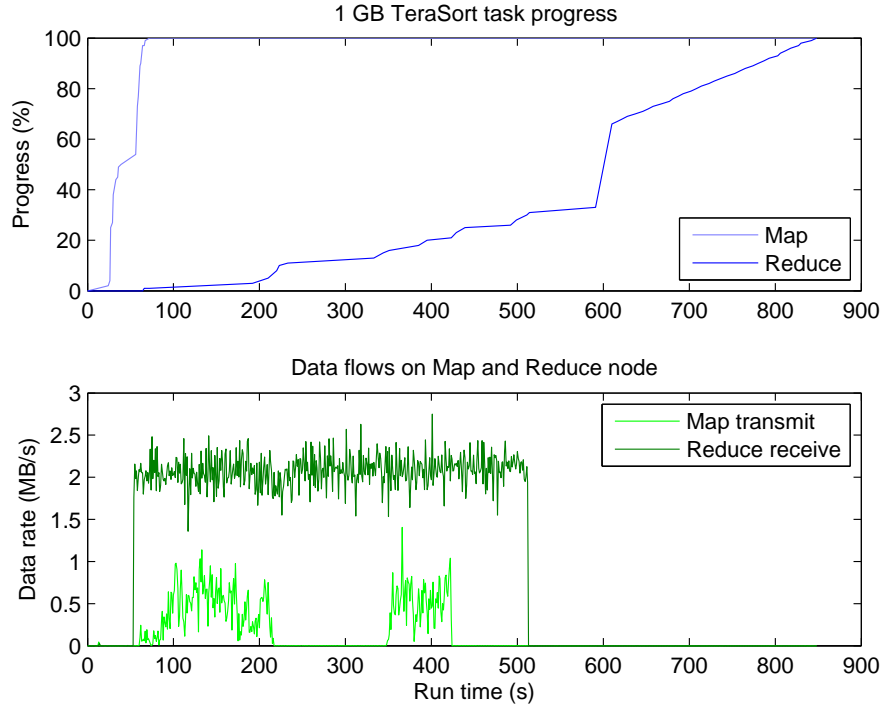 1 GB TeraSort task progress
100
80
60
40
20
0
Progress (%)
Map
Reduce
0 100 200 300 400 500 600 700 800 900
Data flows on Map and Reduce node
3
2.5
2
1.5
1
0.5
0
Data rate (MB/s)
Map transmit
Reduce receive
0 100 200 300 400 500 600 700 800 900
Run time (s)